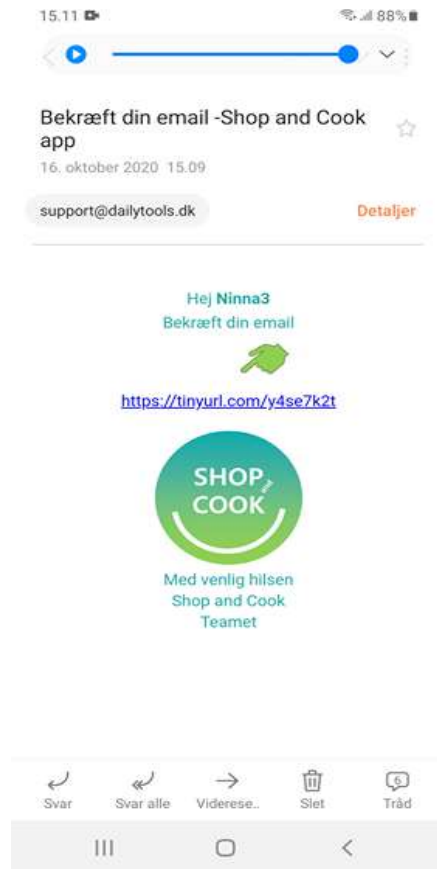 15.11 88%
Bekræft din email -Shop and Cook
app
16. oktober 2020 15.09
support@dailytools.dk Detaljer
Hej Ninna3
Bekræft din email
https://tinyurl.com/y4se7k2t
SHOP and
COOK
Med venlig hilsen
Shop and Cook
Teamet
6
Svar Svar alle Viderese.. Slet Tråd